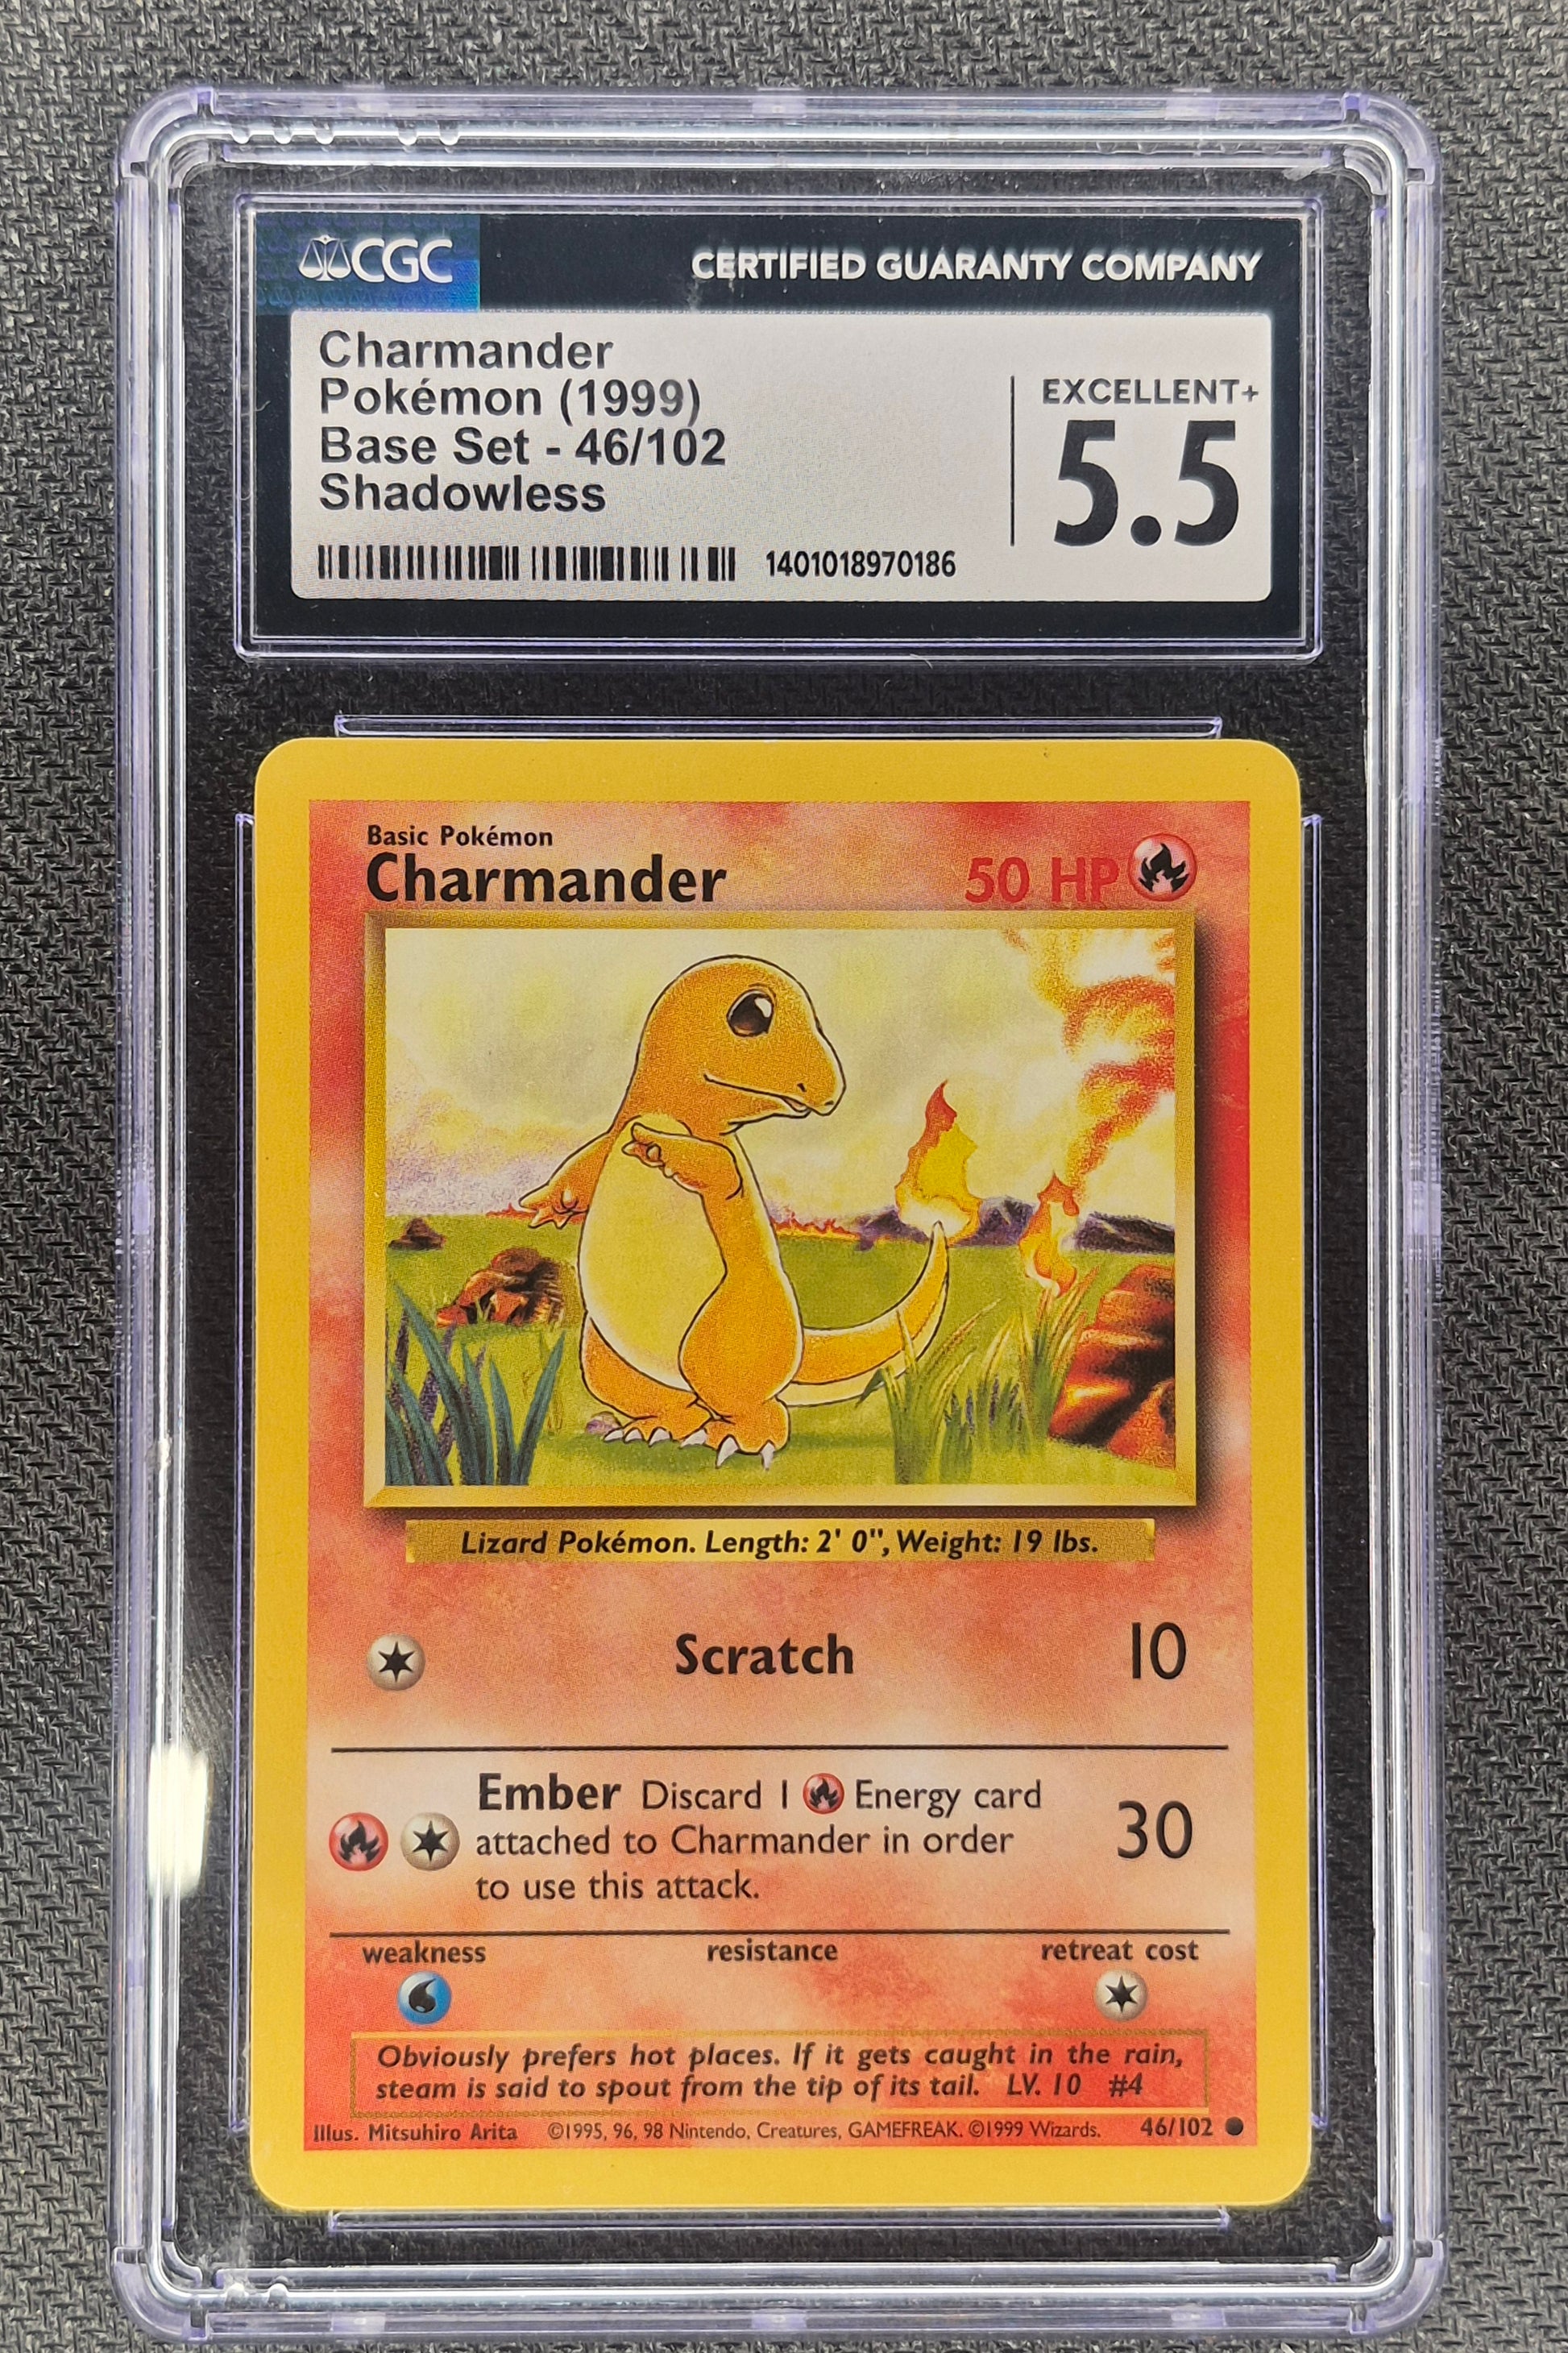 CGC
CERTIFIED GUARANTY COMPANY
Charmander
Pokémon (1999)
Base Set - 46/102
Shadowless
EXCELLENT+
5.5
1401018970186
Basic Pokémon
Charmander
50 HP
Lizard Pokémon. Length: 2' 0", Weight: 19 lbs.
Scratch
10
Ember Discard 1 Energy card
attached to Charmander in order
to use this attack.
30
weakness
resistance
retreat cost
Obviously prefers hot places. If it gets caught in the rain,
steam is said to spout from the tip of its tail. LV. 10 #4
Illus. Mitsuhiro Arita ©1995, 96, 98 Nintendo, Creatures, GAMEFREAK. ©1999 Wizards. 46/102